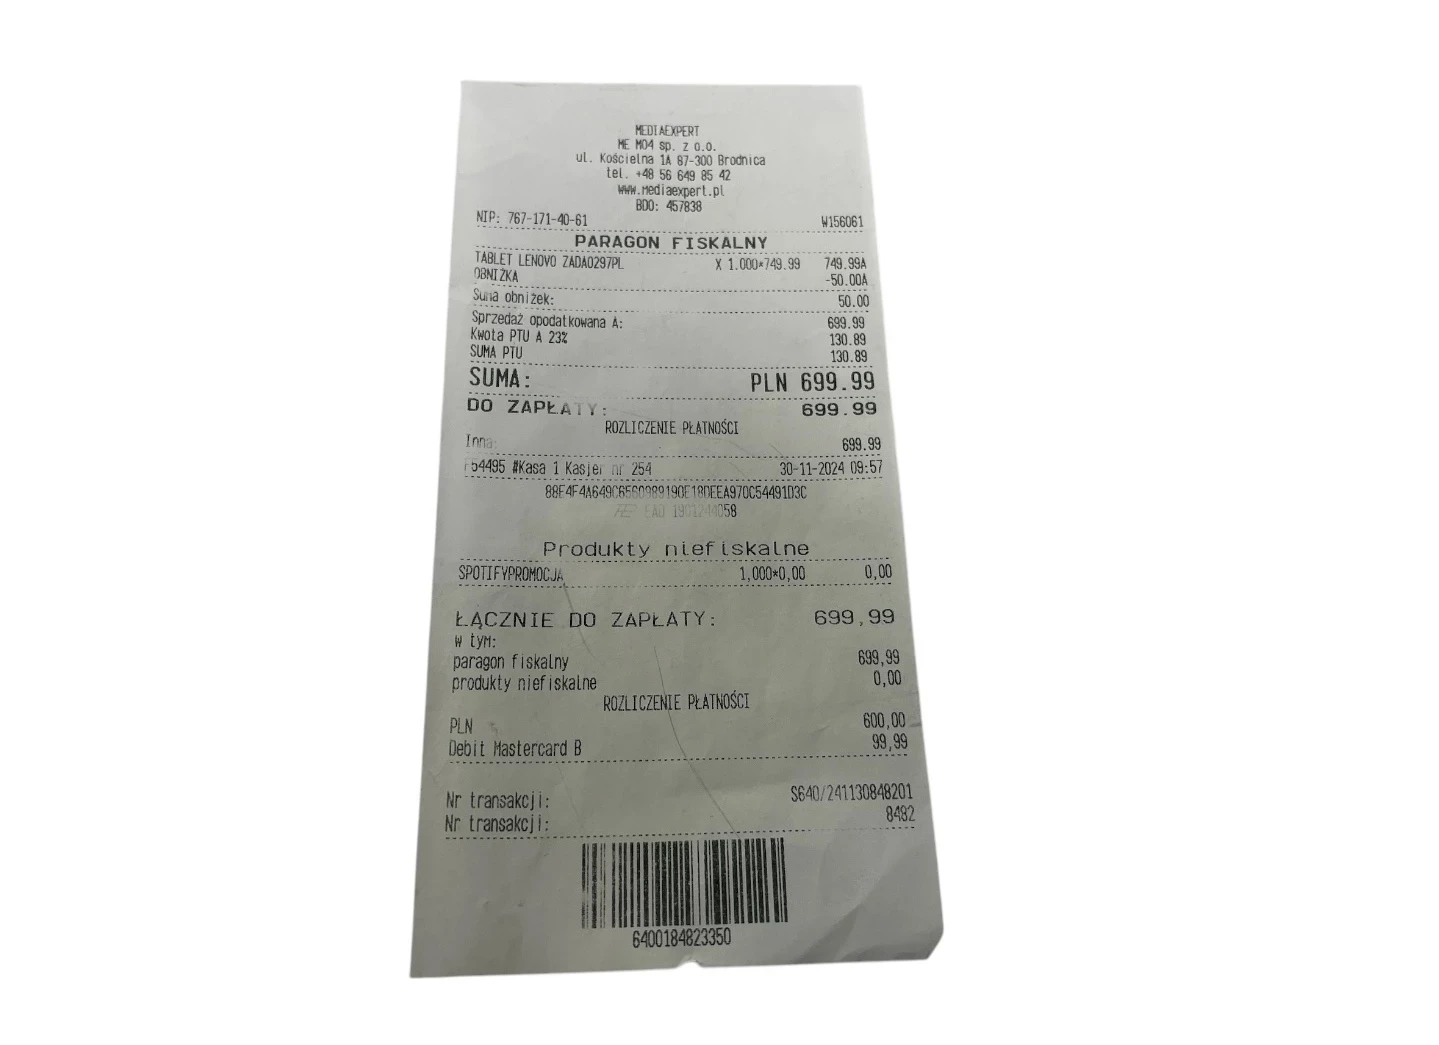 MEDIAEXPERT
ME M04 sp. z o.o.
ul. Kościelna 1A 87-300 Brodnica
tel. +48 56 649 85 42
www.mediaexpert.pl
BDO: 457838
NIP: 767-171-40-61 W156061
PARAGON FISKALNY
TABLET LENOVO ZADA0297PL X 1.000*749.99 749.99A
OBNIŻKA -50.00A
Suma obniżek: 50.00
Sprzedaż opodatkowana A: 699.99
Kwota PTU A 23% 130.89
SUMA PTU 130.89
SUMA: PLN 699.99
DO ZAPŁATY: 699.99
ROZLICZENIE PŁATNOŚCI
Inna: 699.99
F54495 #Kasa 1 Kasjer nr 254 30-11-2024 09:57
Produkty niefiskalne
SPOTIFYPROMOCJA 1,000*0,00 0,00
ŁĄCZNIE DO ZAPŁATY: 699,99
w tym:
paragon fiskalny 699,99
produkty niefiskalne 0,00
ROZLICZENIE PŁATNOŚCI
PLN 600,00
Debit Mastercard B 99,99
Nr transakcji: S640/241130848201
Nr transakcji: 8482
6400184823350